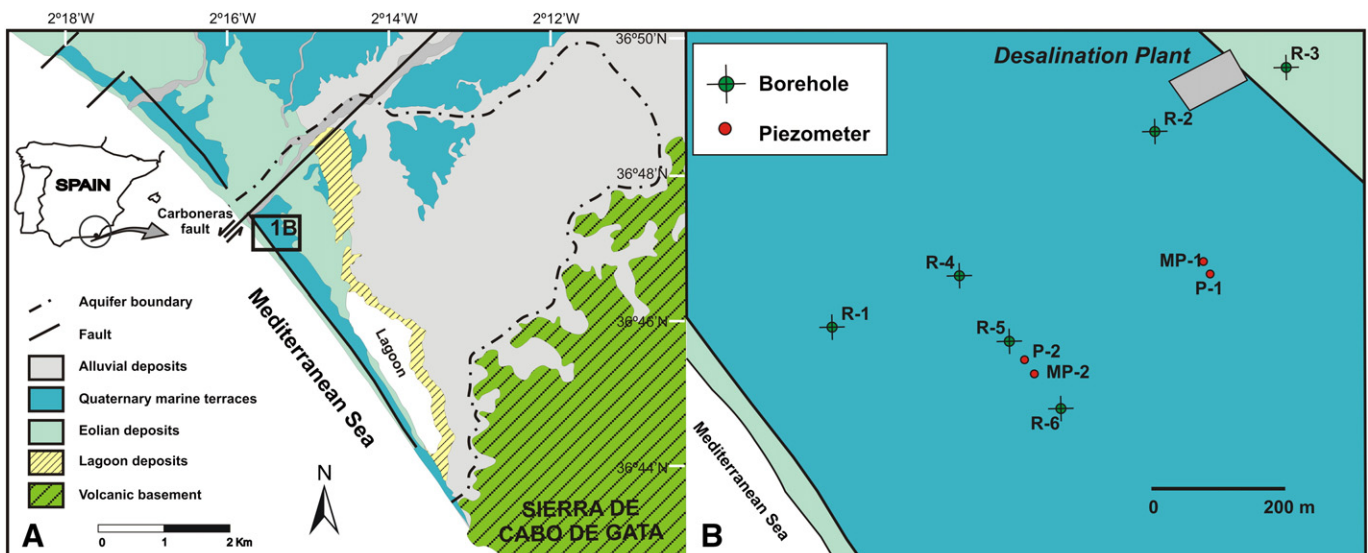 2º18'W
2º16'W
2º14'W
2º12'W
36º50'N
36º48'N
36º46'N
36º44'N
SPAIN
Carboneras
fault
1B
Mediterranean Sea
Lagoon
Aquifer boundary
Fault
Alluvial deposits
Quaternary marine terraces
Eolian deposits
Lagoon deposits
Volcanic basement
N
SIERRA DE
CABO DE GATA
A
0 1 2 Km
Borehole
Piezometer
Desalination Plant
R-3
R-2
MP-1
P-1
R-4
R-1
R-5
P-2
MP-2
R-6
Mediterranean Sea
0 200 m
B